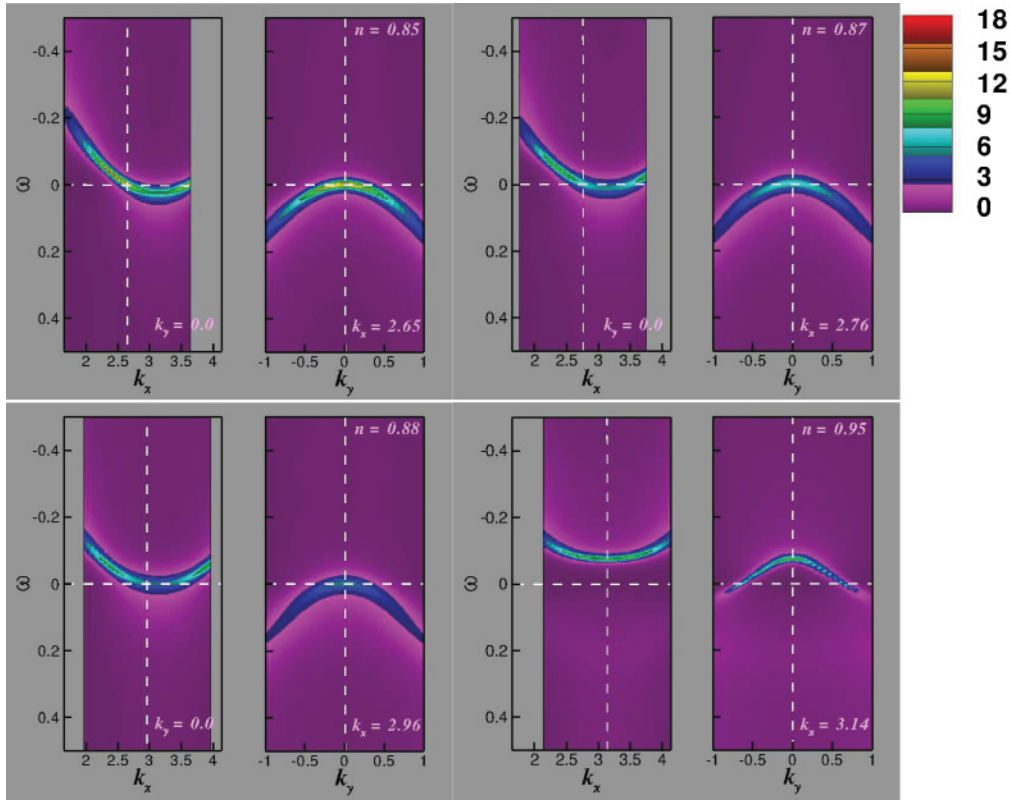 n = 0.85
-0.4
-0.2
0
0.2
0.4
ω
k_y = 0.0
k_x = 2.65
2 2.5 3 3.5 4
-1 -0.5 0 0.5 1
k_x
k_y
n = 0.87
-0.4
-0.2
0
0.2
0.4
ω
k_y = 0.0
k_x = 2.76
2 2.5 3 3.5 4
-1 -0.5 0 0.5 1
k_x
k_y
18
15
12
9
6
3
0
n = 0.88
-0.4
-0.2
0
0.2
0.4
ω
k_y = 0.0
k_x = 2.96
2 2.5 3 3.5 4
-1 -0.5 0 0.5 1
k_x
k_y
n = 0.95
-0.4
-0.2
0
0.2
0.4
ω
k_x = 3.14
2 2.5 3 3.5 4
-1 -0.5 0 0.5 1
k_x
k_y